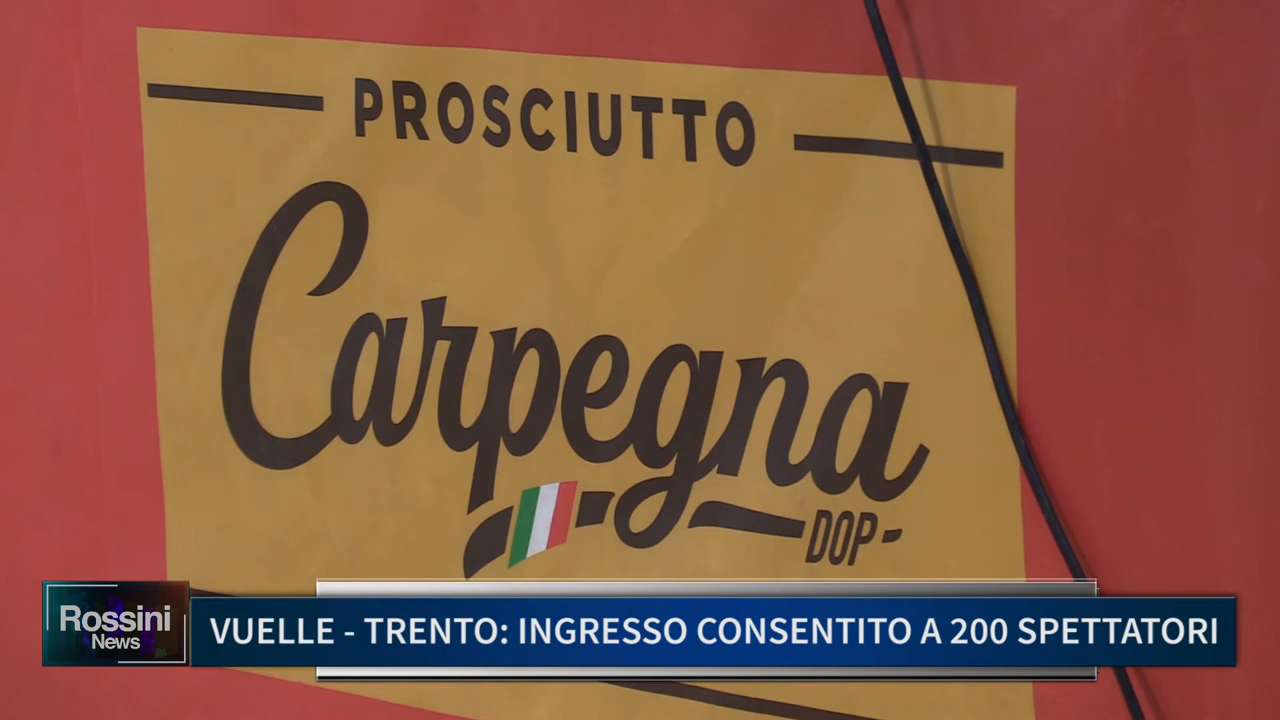 PROSCIUTTO
Carpegna
DOP
Rossini
News
VUELLE - TRENTO: INGRESSO CONSENTITO A 200 SPETTATORI